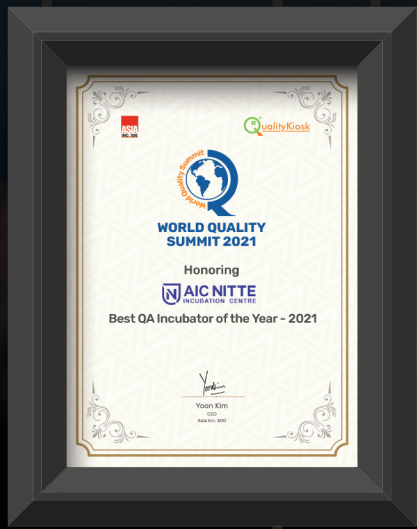 ASIA
INC. 500
QualityKiosk
World Quality Summit
WORLD QUALITY
SUMMIT 2021
Honoring
N AIC NITTE
INCUBATION CENTRE
Best QA Incubator of the Year - 2021
Yoon Kim
CEO
Asia Inc. 500